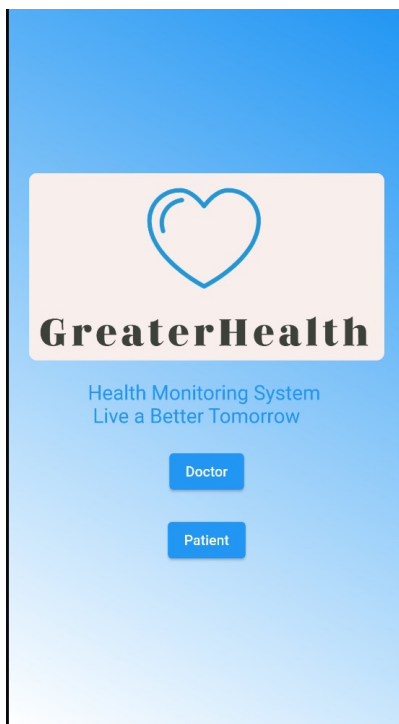 GreaterHealth
Health Monitoring System
Live a Better Tomorrow
Doctor
Patient